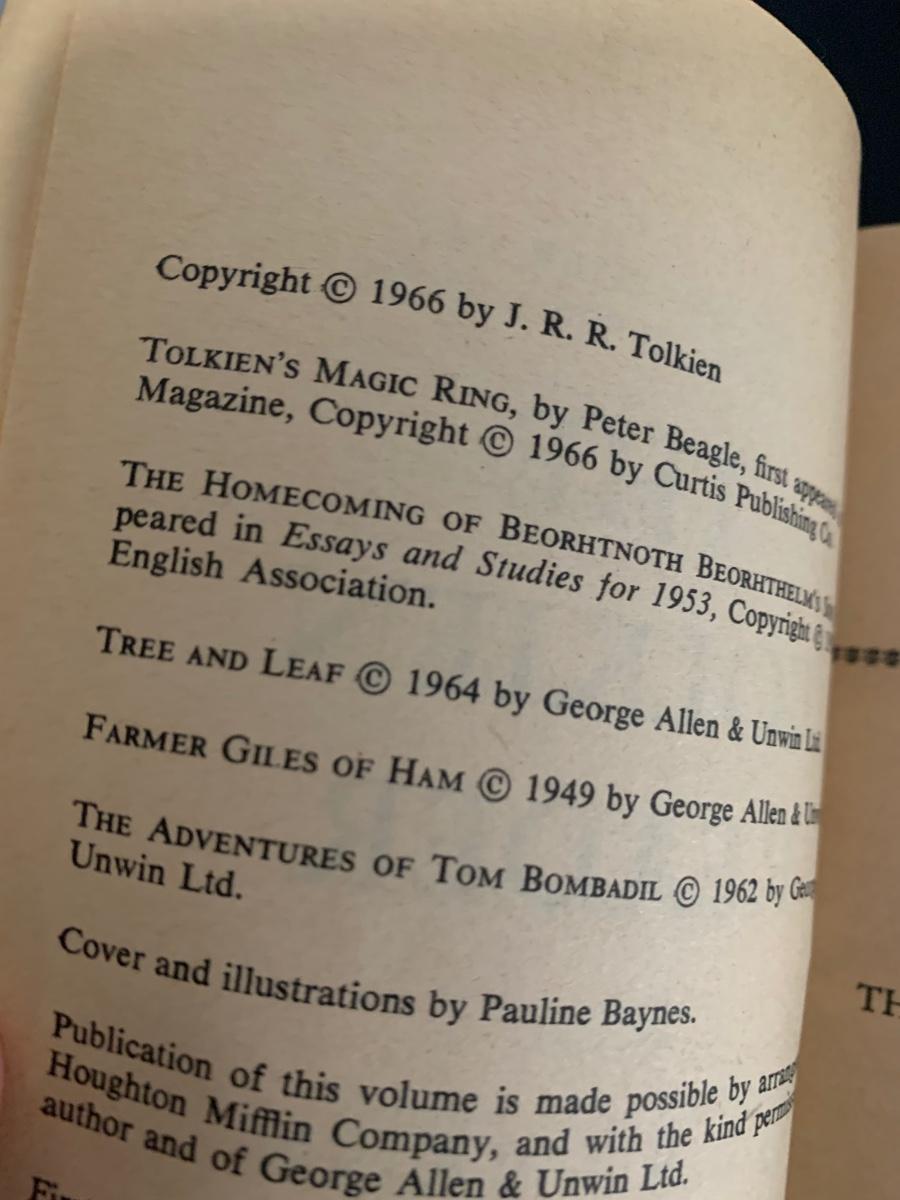 Copyright © 1966 by J. R. R. Tolkien
TOLKIEN'S MAGIC RING, by Peter Beagle, first
Magazine, Copyright © 1966 by Curtis Publishing Co.
THE HOMECOMING OF BEORHTNOTH BEORHTHELM'S
peared in Essays and Studies for 1953, Copyright ©
English Association.
TREE AND LEAF © 1964 by George Allen & Unwin
FARMER GILES OF HAM © 1949 by George Allen &
THE ADVENTURES OF TOM BOMBADIL © 1962 by
Unwin Ltd.
Cover and illustrations by Pauline Baynes.
Publication of this volume is made possible by
Houghton Mifflin Company, and with the kind
author and of George Allen & Unwin Ltd.
TH